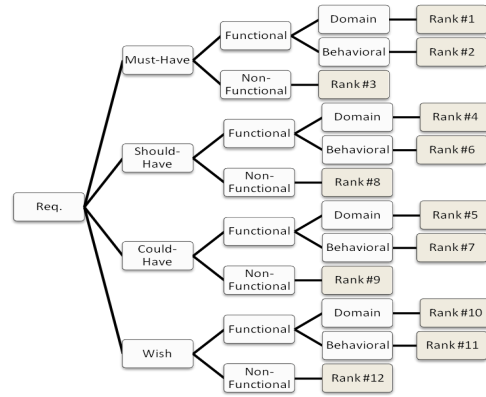 Domain
Rank #1
Functional
Behavioral
Rank #2
Must-Have
Non-
Functional
Rank #3
Domain
Rank #4
Functional
Behavioral
Rank #6
Should-
Have
Non-
Functional
Rank #8
Req.
Domain
Rank #5
Functional
Behavioral
Rank #7
Could-
Have
Non-
Functional
Rank #9
Domain
Rank #10
Functional
Behavioral
Rank #11
Wish
Non-
Functional
Rank #12